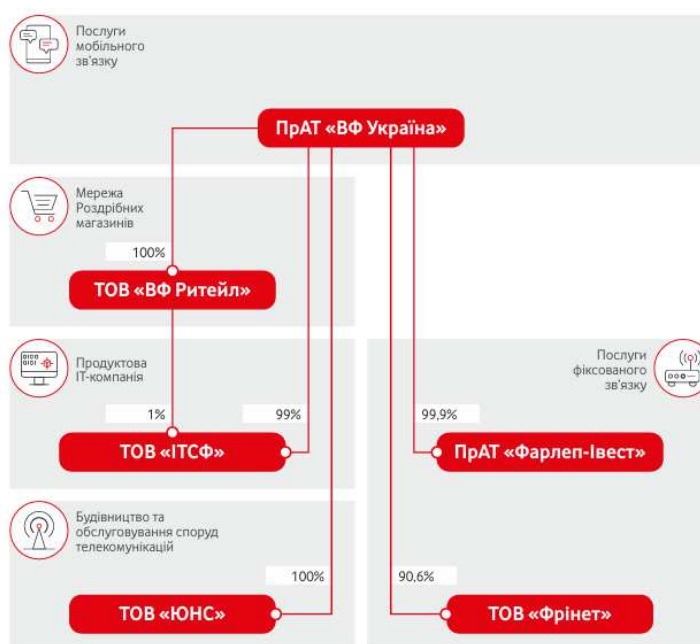 Послуги
мобільного
зв'язку
ПрАТ «ВФ Україна»
Мережа
Роздрібних
магазинів
100%
ТОВ «ВФ Ритейл»
Продуктова
ІТ-компанія
1%
99%
ТОВ «ІТСФ»
Послуги
фіксованого
зв'язку
99,9%
ПрАТ «Фарлеп-Івест»
Будівництво та
обслуговування споруд
телекомунікацій
100%
ТОВ «ЮНС»
90,6%
ТОВ «Фрінет»